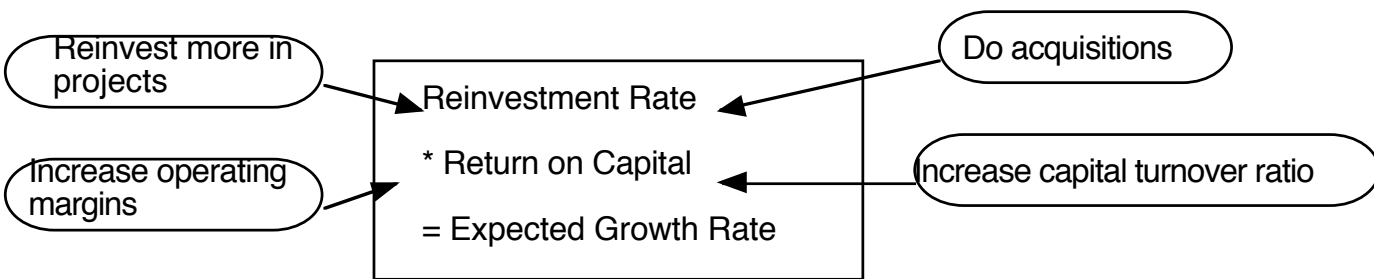 Reinvest more in
projects
Do acquisitions
Reinvestment Rate
* Return on Capital
= Expected Growth Rate
Increase operating
margins
Increase capital turnover ratio